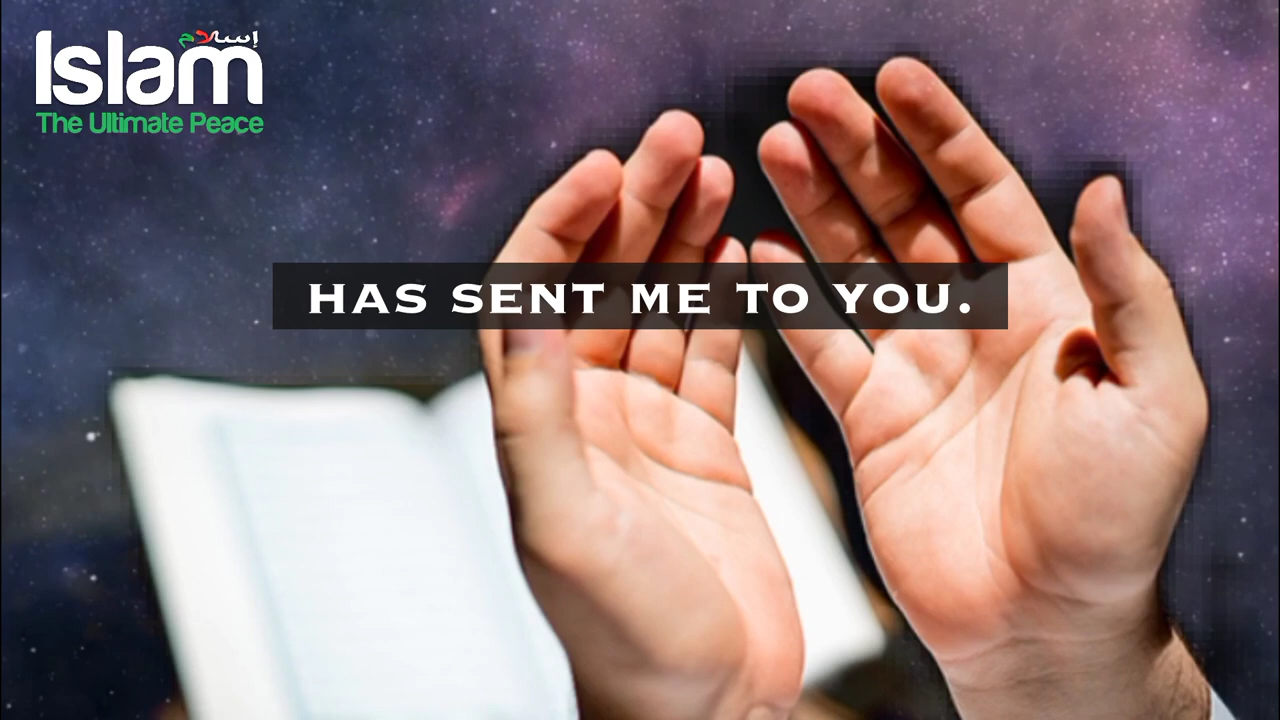 إسلام
Islam
The Ultimate Peace
HAS SENT ME TO YOU.